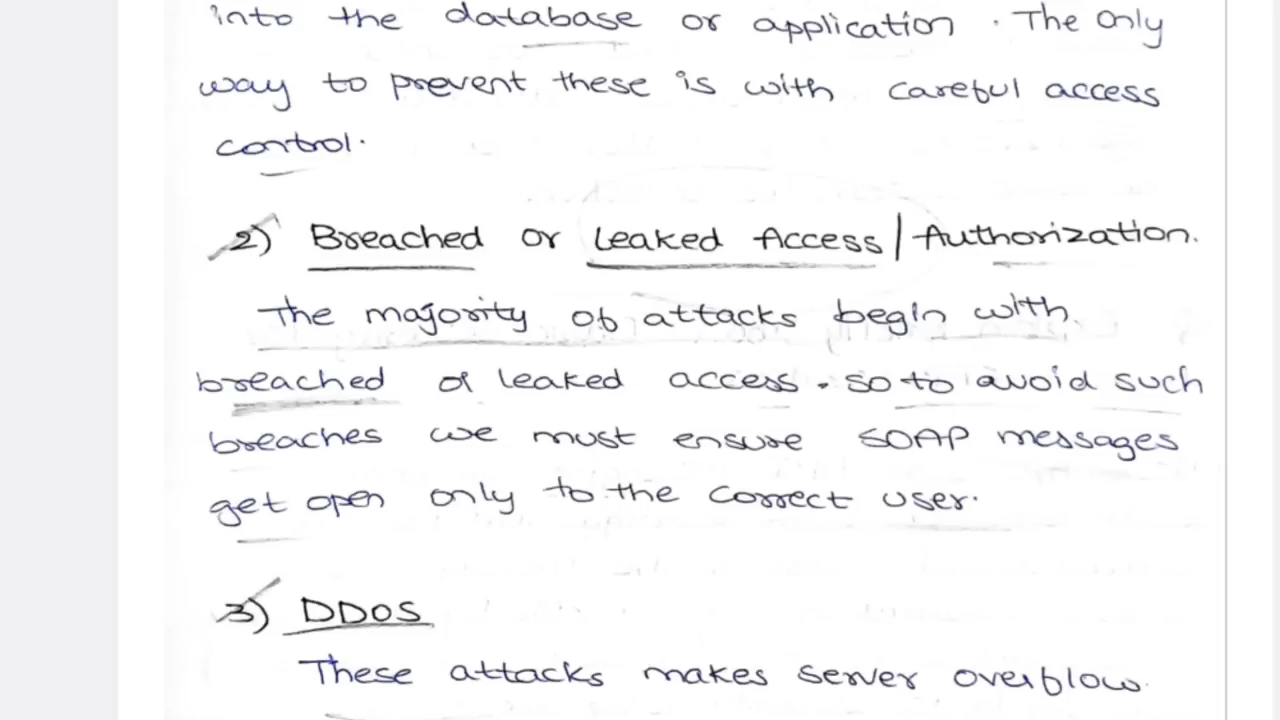 into the database or application. The only
way to prevent these is with careful access
control.
2) Breached or Leaked Access/Authorization.
The majority of attacks begin with
breached or leaked access. so to avoid such
breaches we must ensure SOAP messages
get open only to the correct user.
3) DDOS
These attacks makes server overflow.